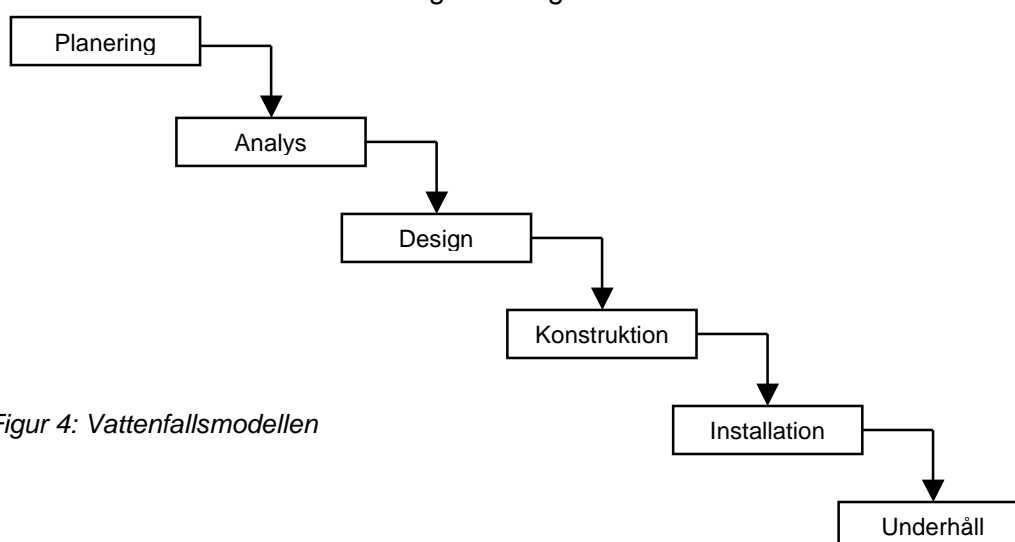 Planering
Analys
Design
Konstruktion
Figur 4: Vattenfallsmodellen
Installation
Underhåll